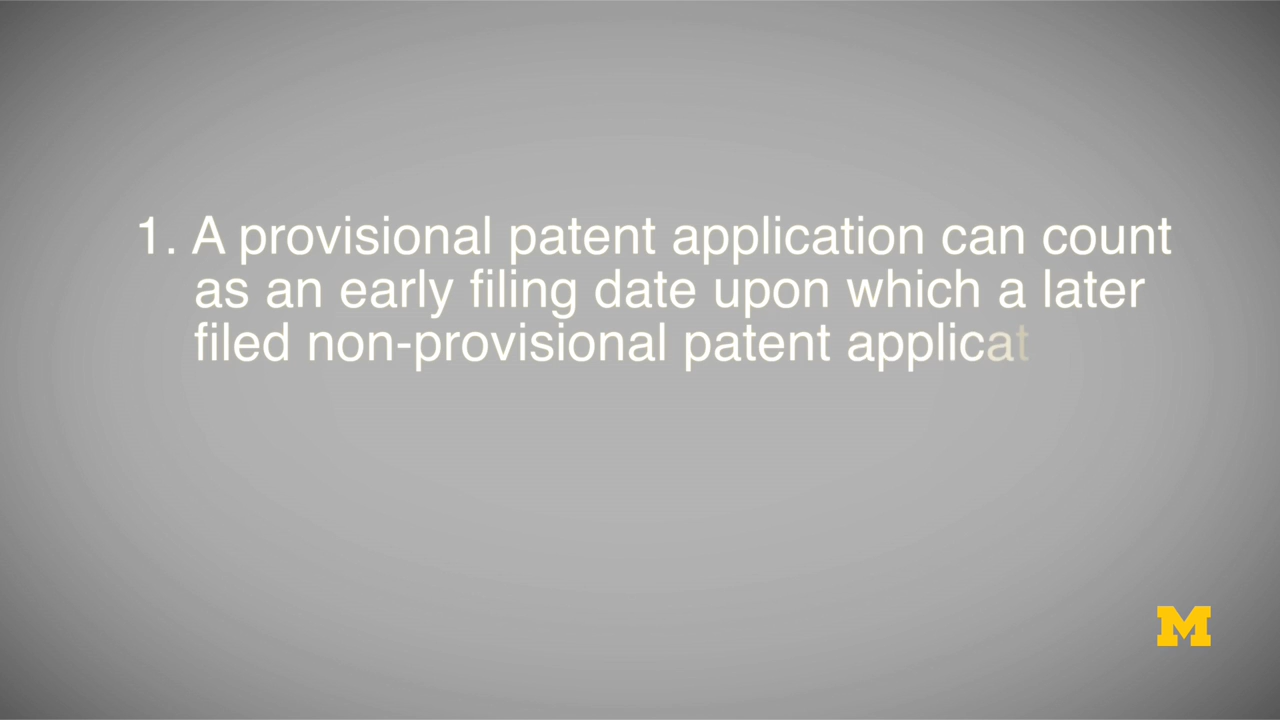 1. A provisional patent application can count
as an early filing date upon which a later
filed non-provisional patent applicat
M